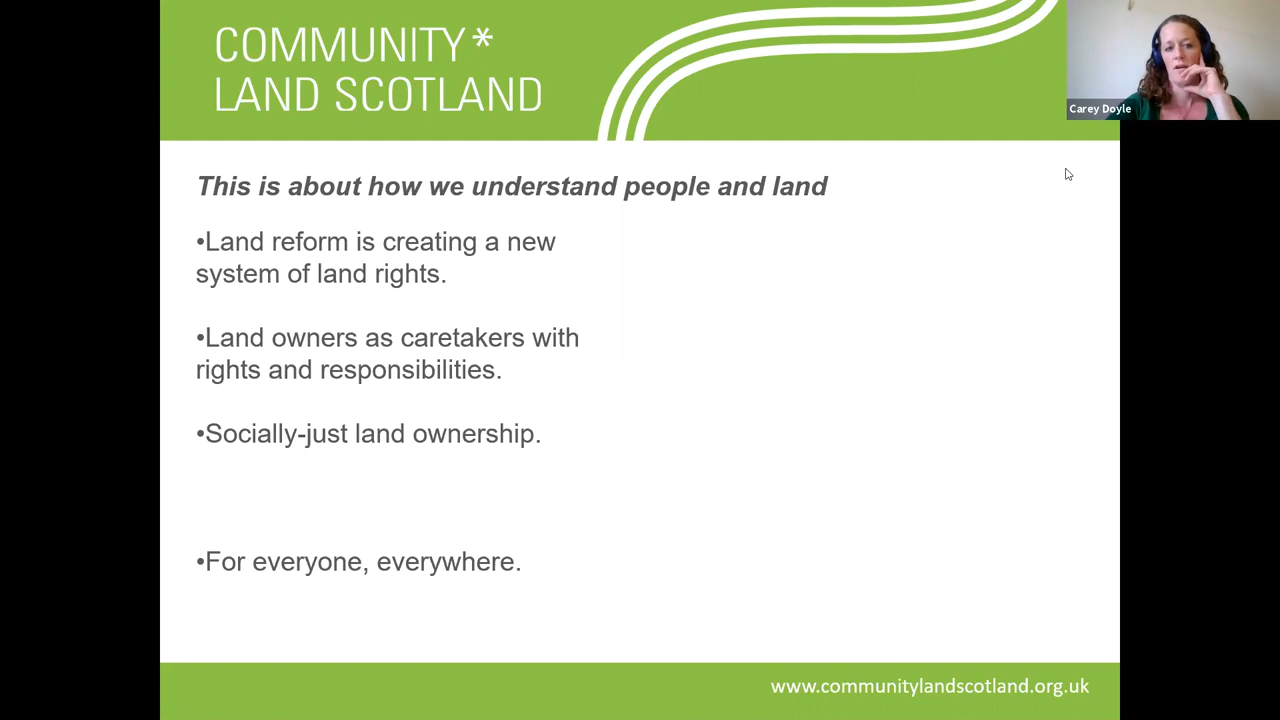 COMMUNITY*
LAND SCOTLAND
Carey Doyle
This is about how we understand people and land
•Land reform is creating a new
system of land rights.
•Land owners as caretakers with
rights and responsibilities.
•Socially-just land ownership.
•For everyone, everywhere.
www.communitylandscotland.org.uk